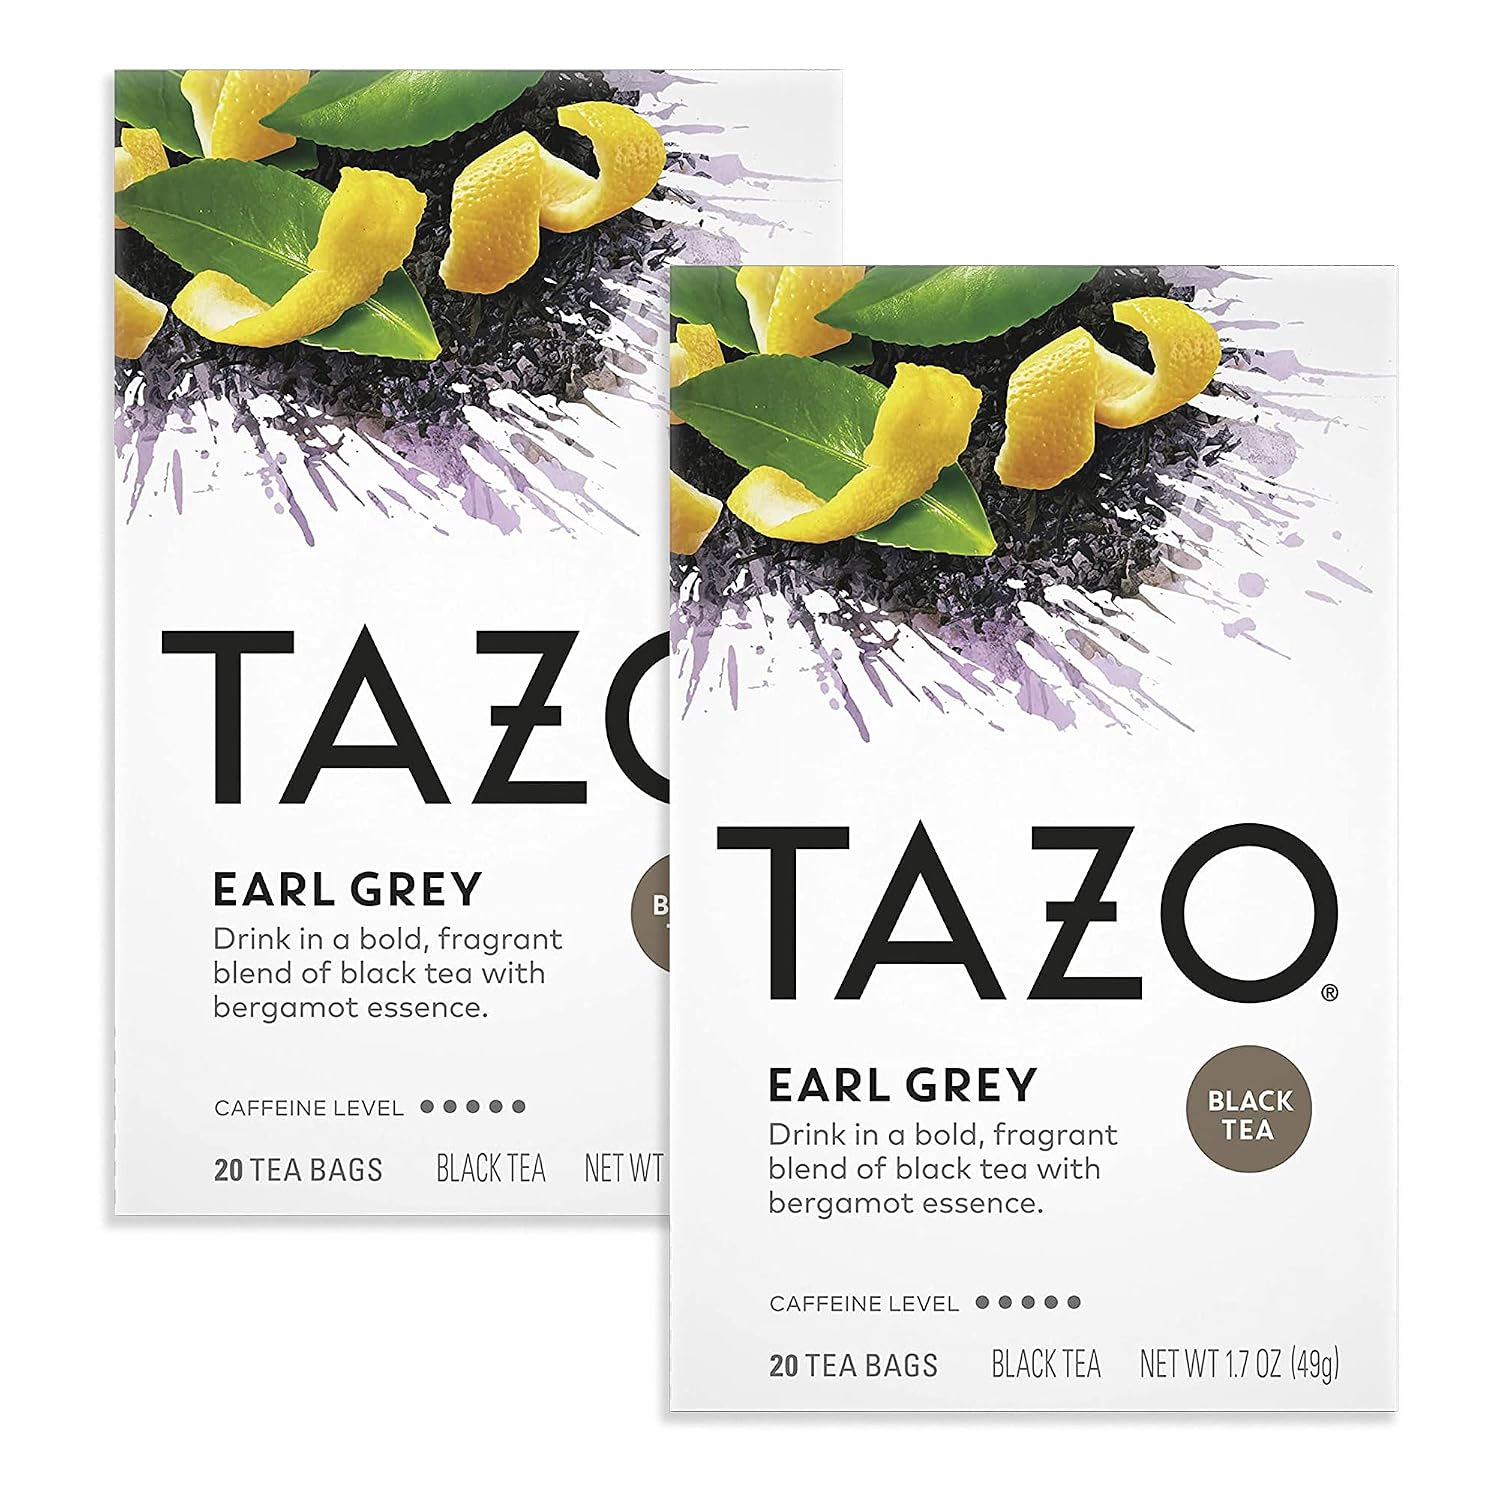 TAZO
EARL GREY
Drink in a bold, fragrant
blend of black tea with
bergamot essence.
CAFFEINE LEVEL
20 TEA BAGS BLACK TEA NET WT
TAZO®
EARL GREY
BLACK
TEA
Drink in a bold, fragrant
blend of black tea with
bergamot essence.
CAFFEINE LEVEL
20 TEA BAGS BLACK TEA NET WT 1.7 OZ (49g)